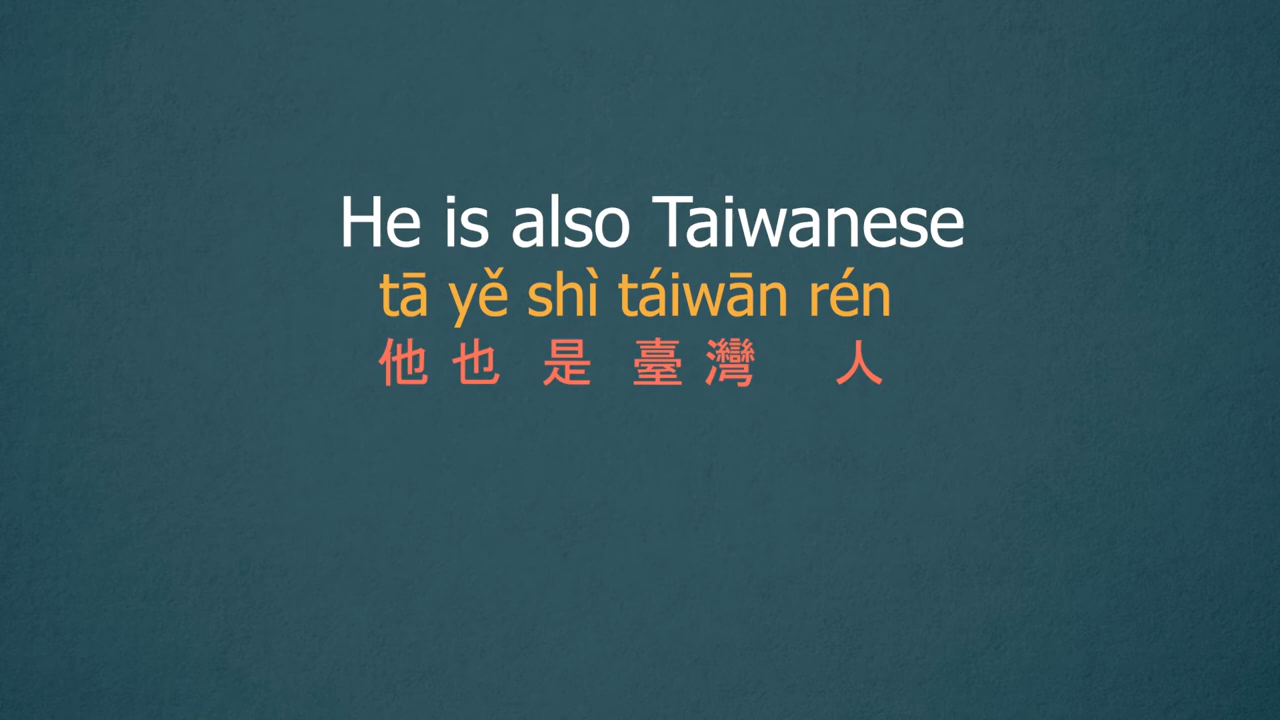 He is also Taiwanese
tā yě shì táiwān rén
他 也 是 臺 灣 人